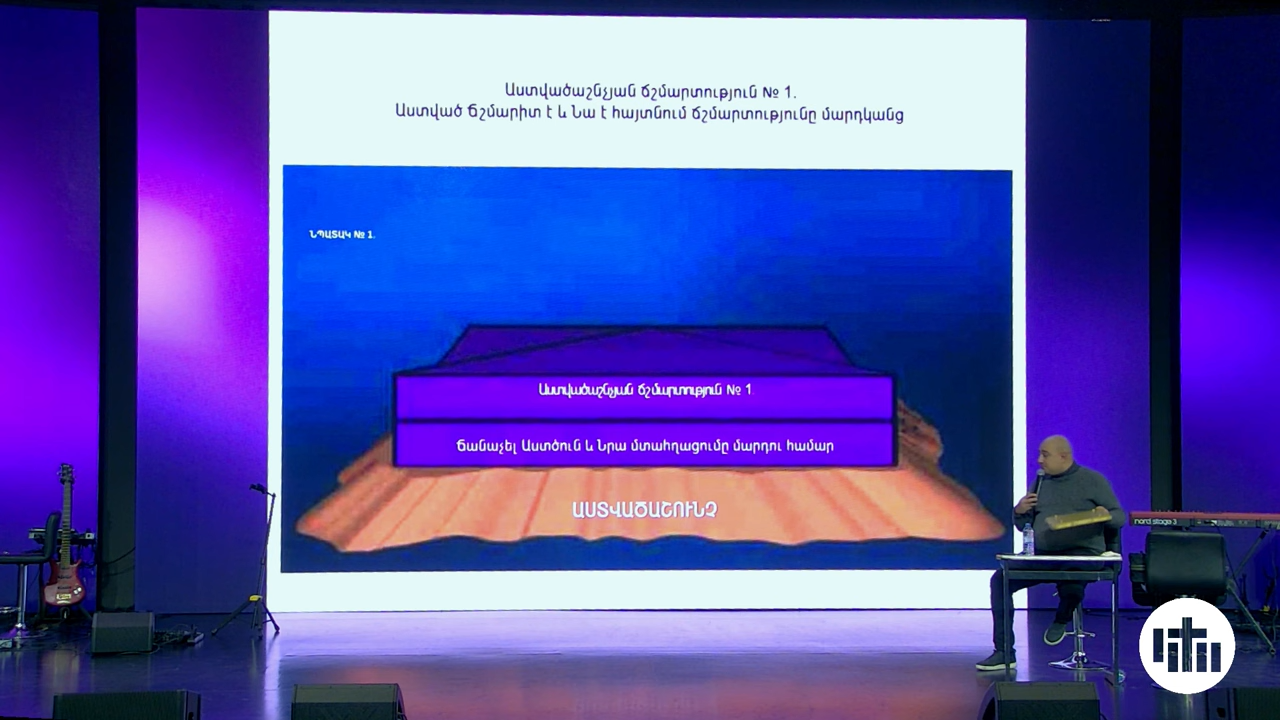 Աստվածաշնչյան ճշմարտություն № 1.
Աստված Ճշմարիտ է և Նա է հայտնում ճշմարտությունը մարդկանց
ՆՊԱՏԱԿ № 1.
Աստվածաշնչյան ճշմարտություն № 1.
Ճանաչել Աստծուն և Նրա մտահղացումը մարդու համար
ԱՍՏՎԱԾԱՇՈՒՆՉ
nord stage 3